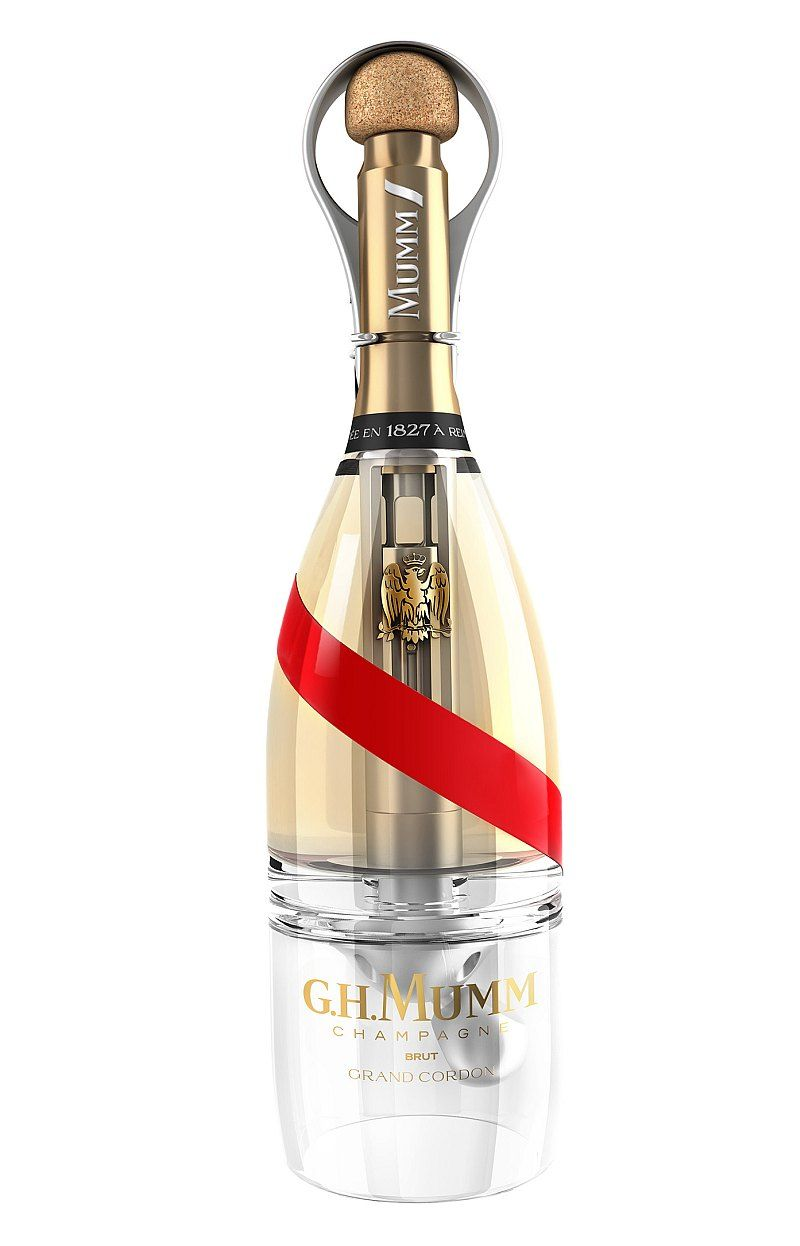 MUMM
ÉE EN 1827 À REI
G.H.MUMM
CHAMPAGNE
BRUT
GRAND CORDON